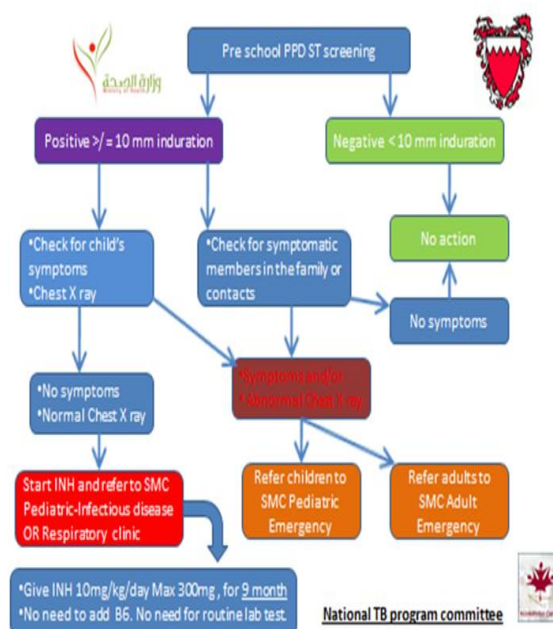 وزارة الصحة
Pre school PPD ST screening
Positive >/= 10 mm induration
Negative < 10 mm induration
•Check for child's
symptoms
•Chest X ray
•Check for symptomatic
members in the family or
contacts
No action
No symptoms
•No symptoms
•Normal Chest X ray
•Symptoms and/or
• Abnormal Chest X ray
Start INH and refer to SMC
Pediatric-Infectious disease
OR Respiratory clinic
Refer children to
SMC Pediatric
Emergency
Refer adults to
SMC Adult
Emergency
•Give INH 10mg/kg/day Max 300mg , for 9 month
•No need to add B6. No need for routine lab test.
National TB program committee